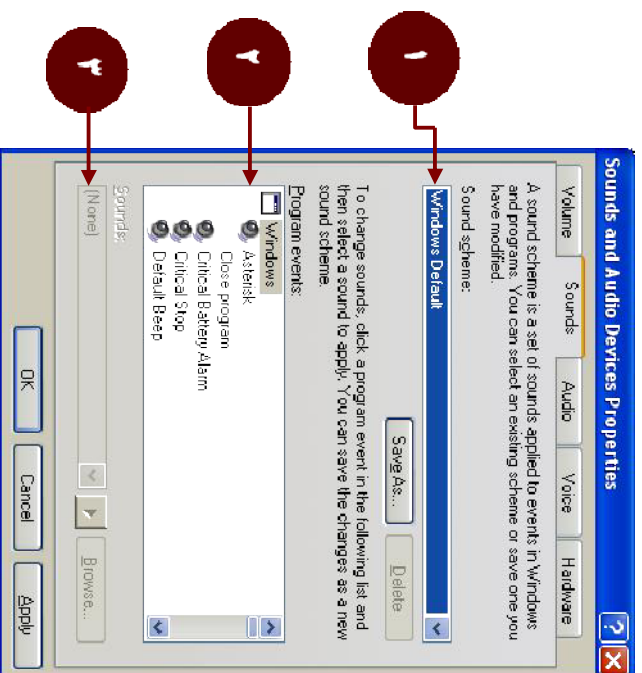 Sounds and Audio Devices Properties
Volume Sounds Audio Voice Hardware
A sound scheme is a set of sounds applied to events in Windows
and programs. You can select an existing scheme or save one you
have modified.
Sound scheme:
۱
Windows Default
Save As... Delete
To change sounds, click a program event in the following list and
then select a sound to apply. You can save the changes as a new
sound scheme.
Program events:
۲
Windows
Asterisk
Close program
Critical Battery Alarm
Critical Stop
Default Beep
Sounds:
۳
(None)
Browse...
OK Cancel Apply